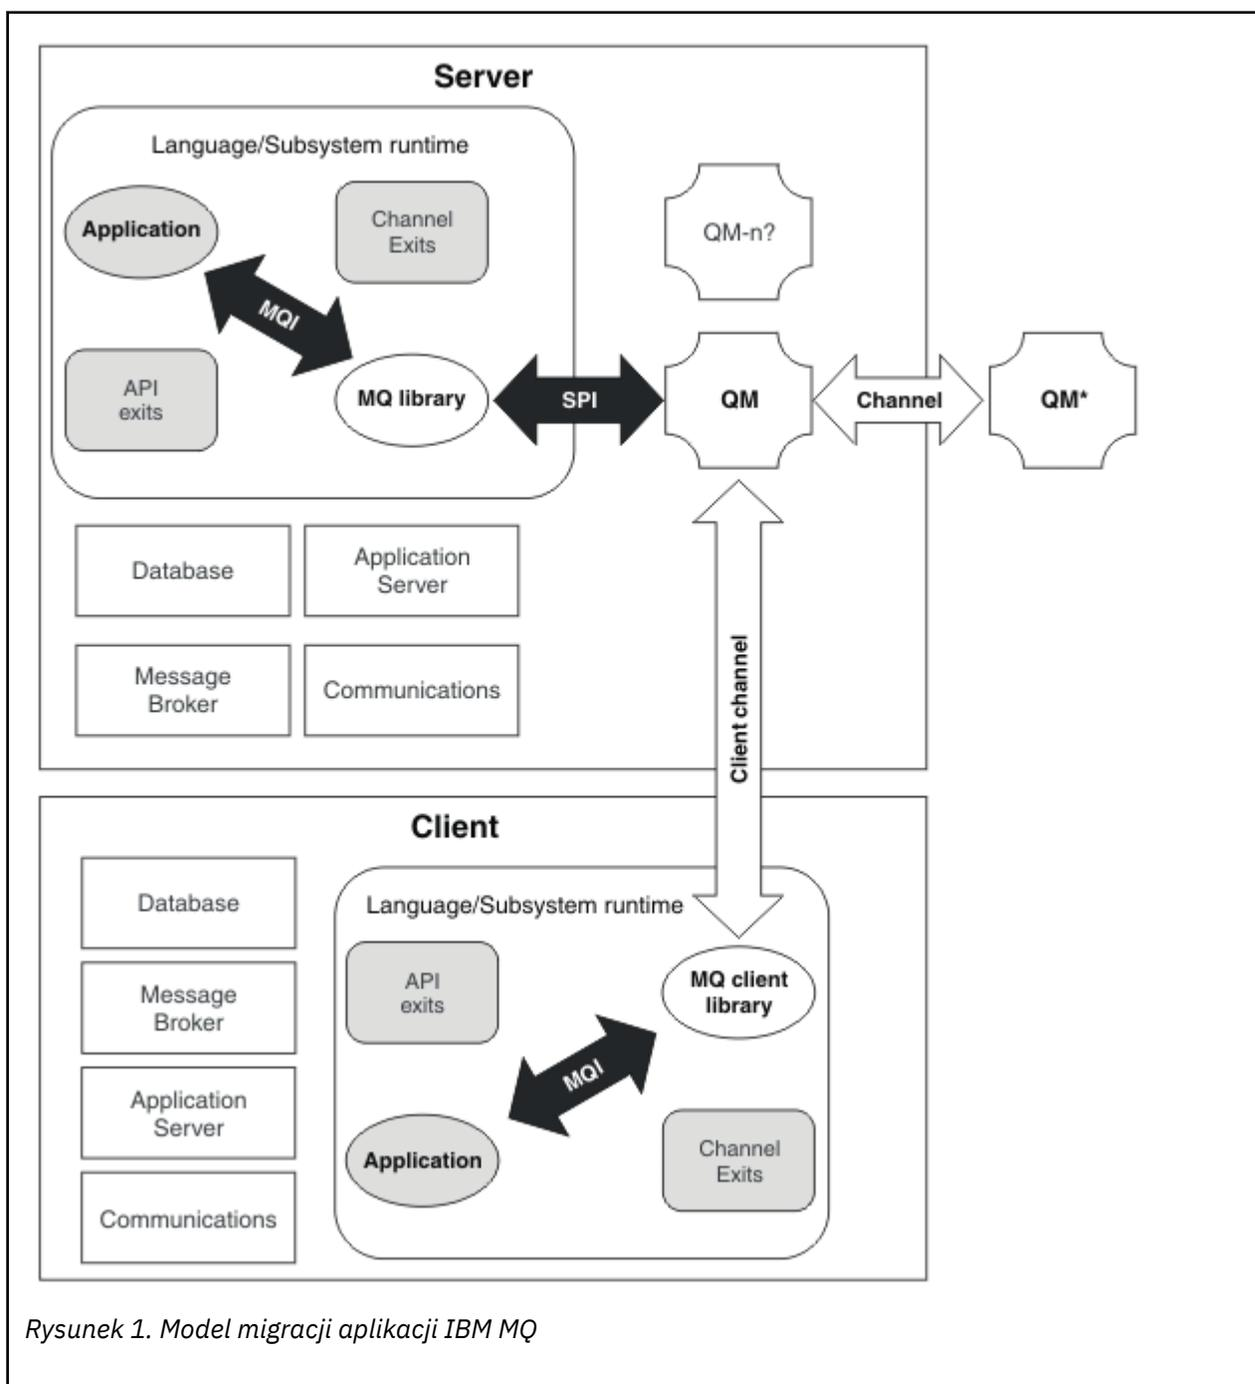 Server
Language/Subsystem runtime
Application
Channel
Exits
QM-n?
MQI
API
exits
MQ library
SPI
QM
Channel
QM*
Database
Application
Server
Message
Broker
Communications
Client channel
Client
Database
Language/Subsystem runtime
API
exits
MQ client
library
Message
Broker
MQI
Application
Server
Application
Channel
Exits
Communications
Rysunek 1. Model migracji aplikacji IBM MQ